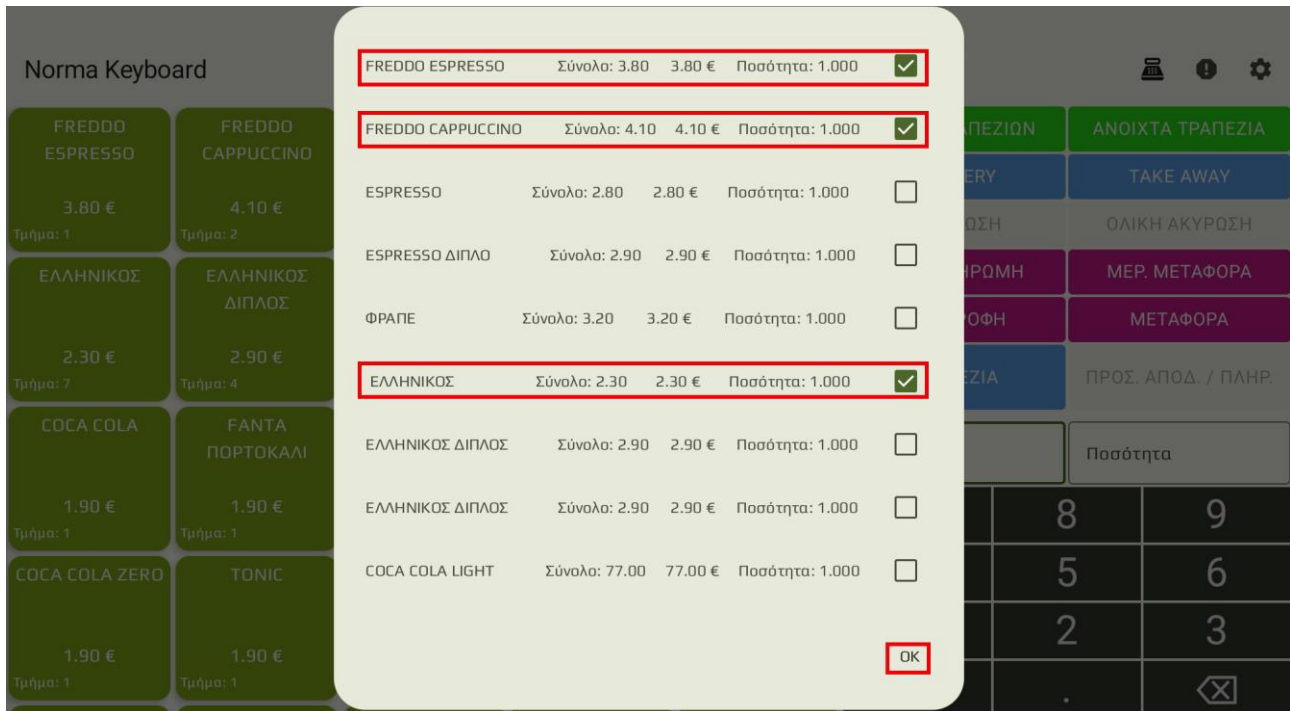 Norma Keyboard
FREDDO ESPRESSO Σύνολο: 3.80 3.80 € Ποσότητα: 1.000
FREDDO CAPPUCCINO Σύνολο: 4.10 4.10 € Ποσότητα: 1.000
ESPRESSO Σύνολο: 2.80 2.80 € Ποσότητα: 1.000
ESPRESSO ΔΙΠΛΟ Σύνολο: 2.90 2.90 € Ποσότητα: 1.000
ΦΡΑΠΕ Σύνολο: 3.20 3.20 € Ποσότητα: 1.000
ΕΛΛΗΝΙΚΟΣ Σύνολο: 2.30 2.30 € Ποσότητα: 1.000
ΕΛΛΗΝΙΚΟΣ ΔΙΠΛΟΣ Σύνολο: 2.90 2.90 € Ποσότητα: 1.000
ΕΛΛΗΝΙΚΟΣ ΔΙΠΛΟΣ Σύνολο: 2.90 2.90 € Ποσότητα: 1.000
COCA COLA LIGHT Σύνολο: 77.00 77.00 € Ποσότητα: 1.000
OK
FREDDO
ESPRESSO
3.80 €
Τμήμα: 1
FREDDO
CAPPUCCINO
4.10 €
Τμήμα: 2
ΕΛΛΗΝΙΚΟΣ
2.30 €
Τμήμα: 7
ΕΛΛΗΝΙΚΟΣ
ΔΙΠΛΟΣ
2.90 €
Τμήμα: 4
COCA COLA
1.90 €
Τμήμα: 1
FANTA
ΠΟΡΤΟΚΑΛΙ
1.90 €
Τμήμα: 1
COCA COLA ZERO
1.90 €
Τμήμα: 1
TONIC
1.90 €
Τμήμα: 1
ΑΝΟΙΧΤΑ ΤΡΑΠΕΖΙΑ
TAKE AWAY
ΟΛΙΚΗ ΑΚΥΡΩΣΗ
ΜΕΡ. ΜΕΤΑΦΟΡΑ
ΜΕΤΑΦΟΡΑ
ΠΡΟΣ. ΑΠΟΔ. / ΠΛΗΡ.
Ποσότητα
8 9
5 6
2 3
.